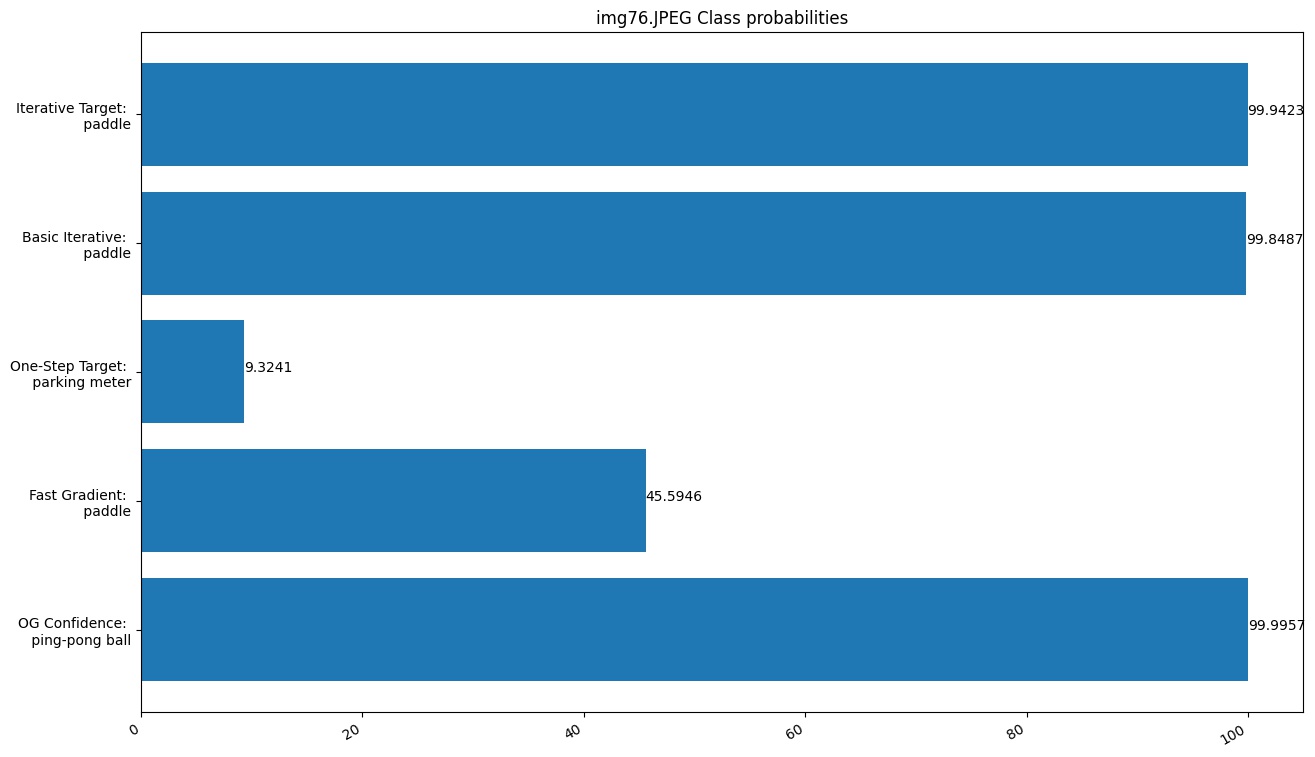 img76.JPEG Class probabilities
Iterative Target:
paddle
99.9423
Basic Iterative:
paddle
99.8487
One-Step Target:
parking meter
9.3241
Fast Gradient:
paddle
45.5946
OG Confidence:
ping-pong ball
99.9957
0
20
40
60
80
100